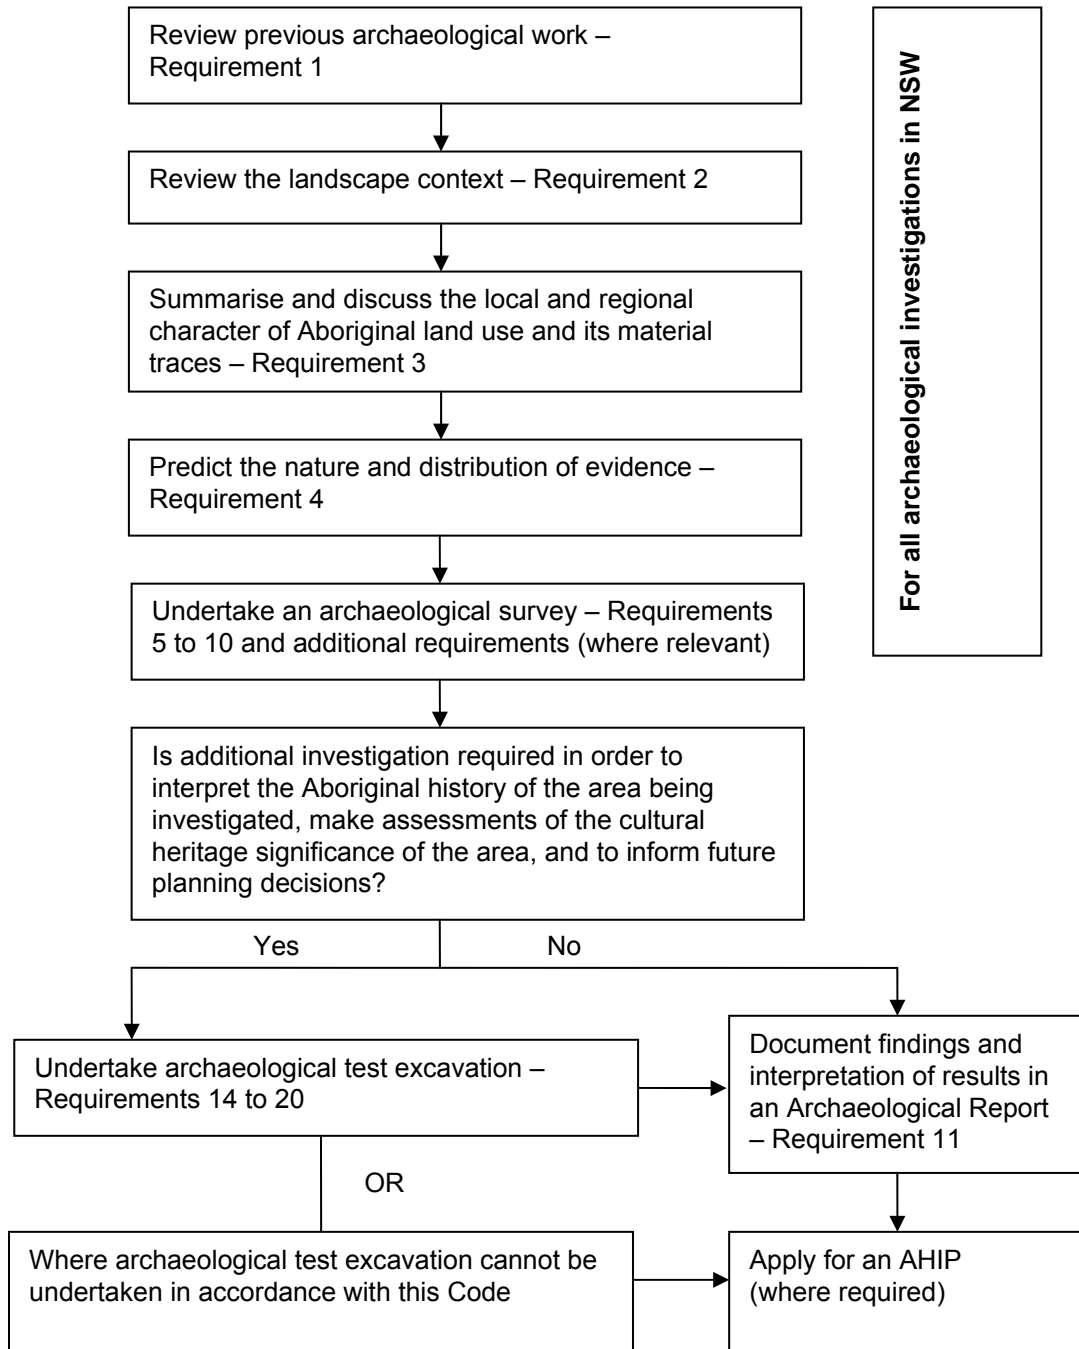 Review previous archaeological work –
Requirement 1
Review the landscape context – Requirement 2
Summarise and discuss the local and regional
character of Aboriginal land use and its material
traces – Requirement 3
Predict the nature and distribution of evidence –
Requirement 4
Undertake an archaeological survey – Requirements
5 to 10 and additional requirements (where relevant)
Is additional investigation required in order to
interpret the Aboriginal history of the area being
investigated, make assessments of the cultural
heritage significance of the area, and to inform future
planning decisions?
For all archaeological investigations in NSW
Yes
No
Undertake archaeological test excavation –
Requirements 14 to 20
Document findings and
interpretation of results in
an Archaeological Report
– Requirement 11
OR
Where archaeological test excavation cannot be
undertaken in accordance with this Code
Apply for an AHIP
(where required)